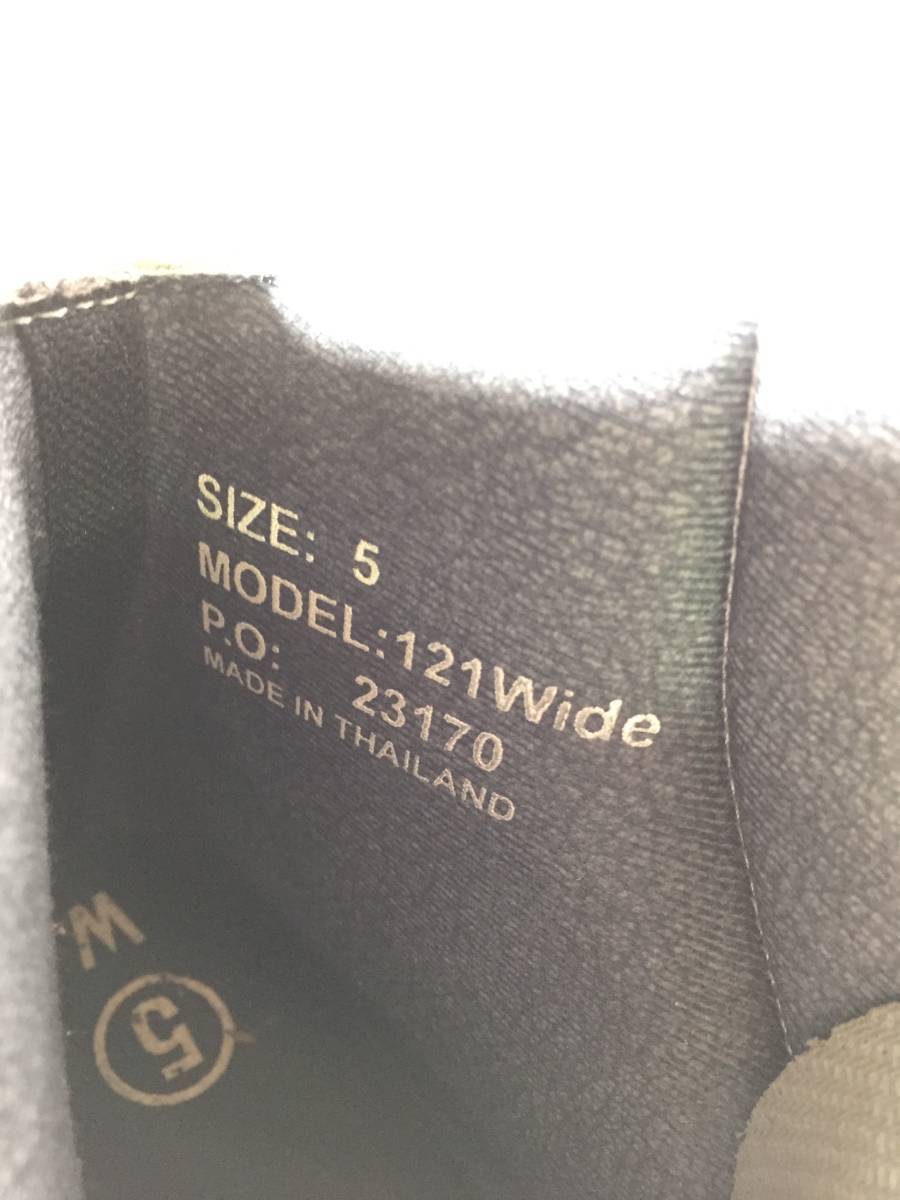 SIZE: 5
MODEL:121Wide
P.O: 23170
MADE IN THAILAND
W
5